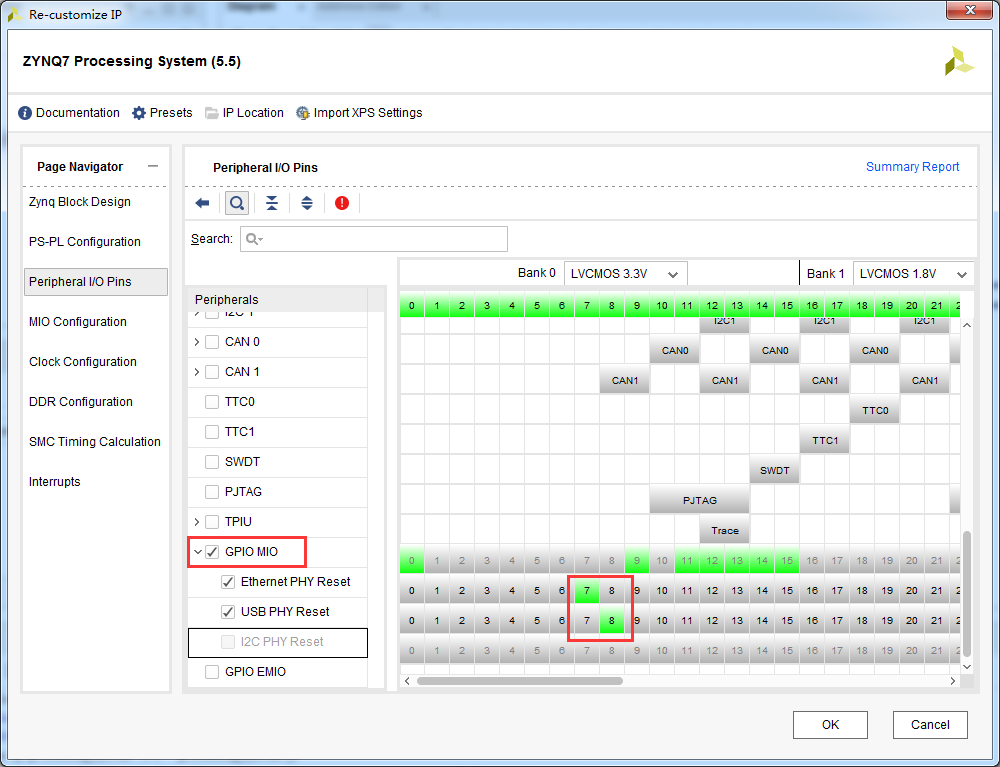 Re-customize IP
ZYNQ7 Processing System (5.5)
Documentation Presets IP Location Import XPS Settings
Page Navigator
Zynq Block Design
PS-PL Configuration
Peripheral I/O Pins
MIO Configuration
Clock Configuration
DDR Configuration
SMC Timing Calculation
Interrupts
Peripheral I/O Pins
Summary Report
Search:
Bank 0 LVCMOS 3.3V Bank 1 LVCMOS 1.8V
Peripherals
0 1 2 3 4 5 6 7 8 9 10 11 12 13 14 15 16 17 18 19 20 21
I2C 1 I2C1 I2C1 I2C1
CAN 0 CAN0 CAN0 CAN0
CAN 1 CAN1 CAN1 CAN1 CAN1
TTC0 TTC0
TTC1 TTC1
SWDT SWDT
PJTAG PJTAG
TPIU Trace
GPIO MIO 0 1 2 3 4 5 6 7 8 9 10 11 12 13 14 15 16 17 18 19 20 21
Ethernet PHY Reset 0 1 2 3 4 5 6 7 8 9 10 11 12 13 14 15 16 17 18 19 20 21
USB PHY Reset 0 1 2 3 4 5 6 7 8 9 10 11 12 13 14 15 16 17 18 19 20 21
I2C PHY Reset 0 1 2 3 4 5 6 7 8 9 10 11 12 13 14 15 16 17 18 19 20 21
GPIO EMIO
OK Cancel